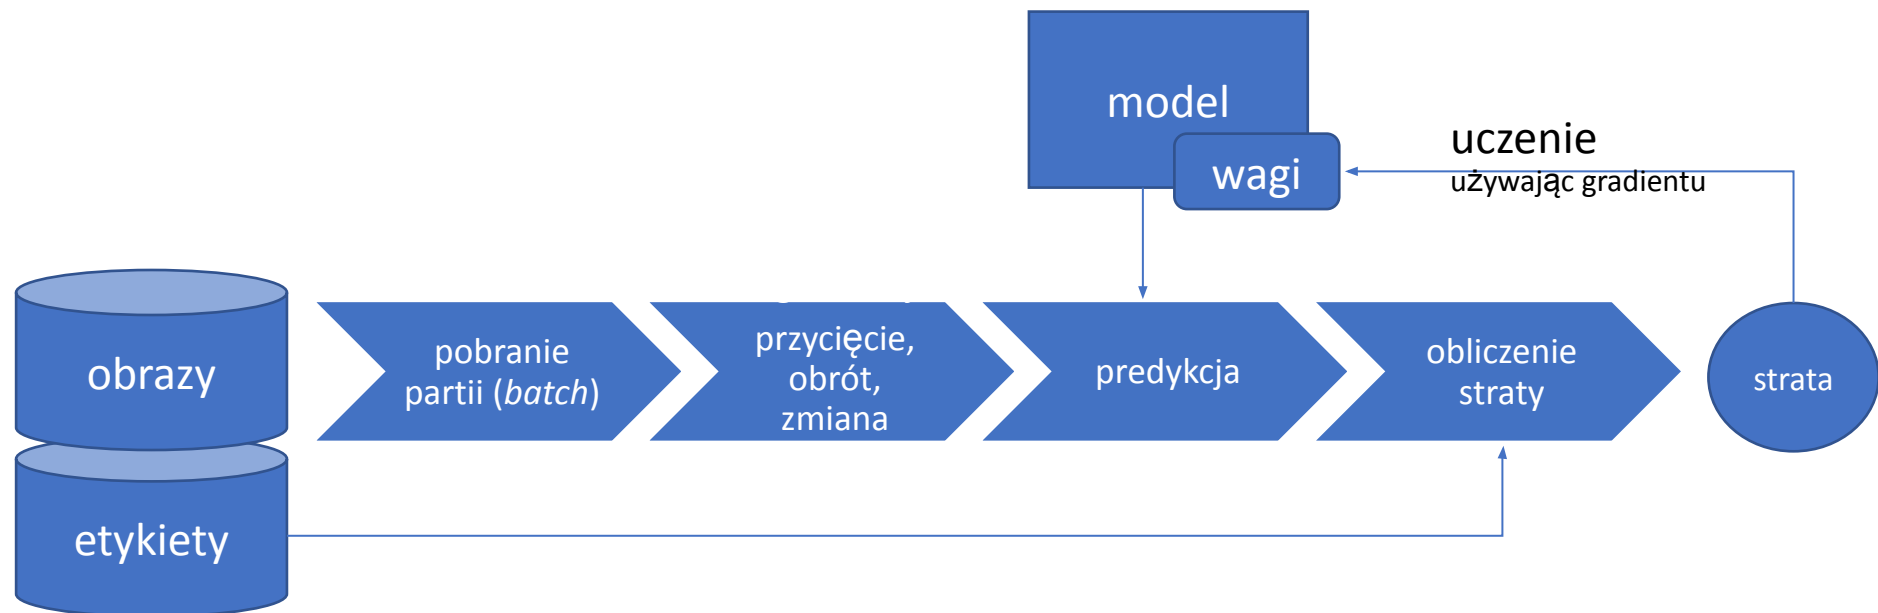 model
wagi
uczenie
używając gradientu
obrazy
pobranie
partii (batch)
przycięcie,
obrót,
zmiana
predykcja
obliczenie
straty
strata
etykiety